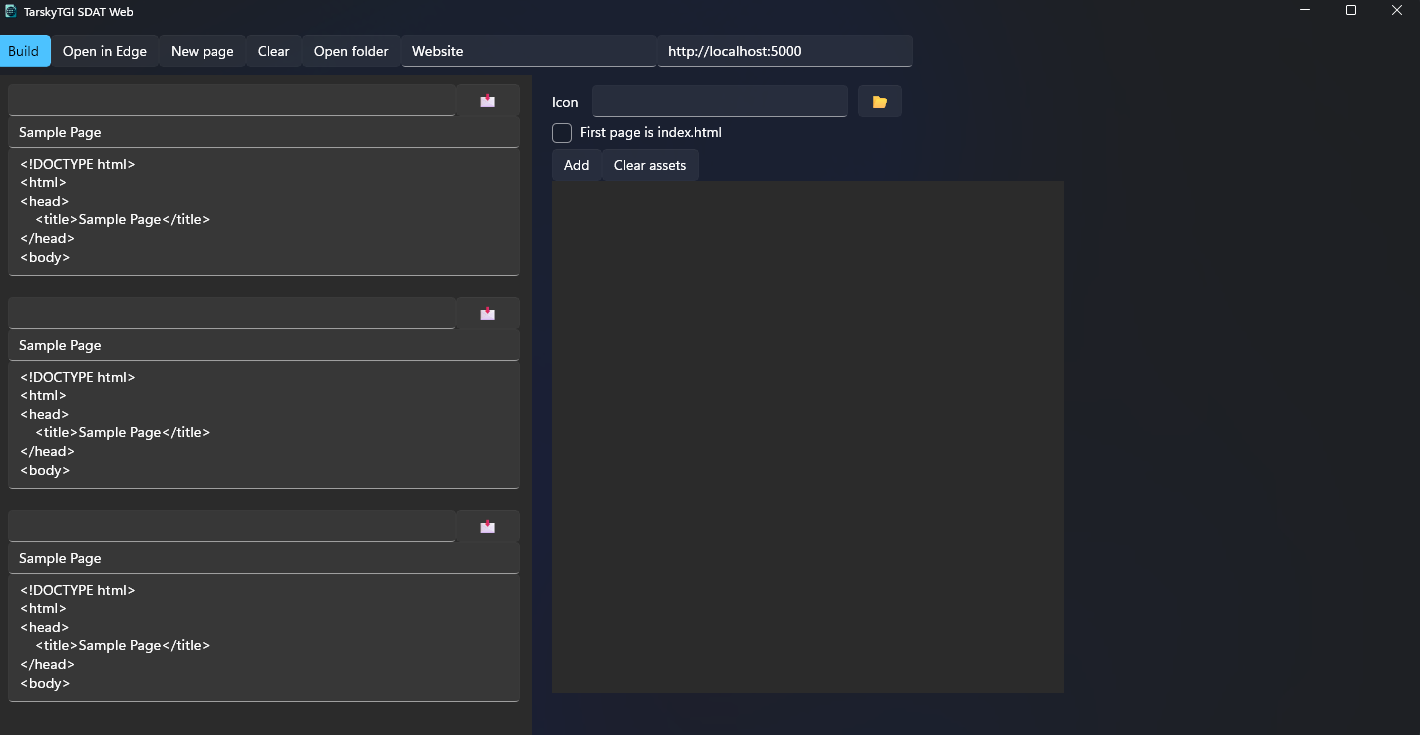 TarskyTGI SDAT Web
Build Open in Edge New page Clear Open folder Website http://localhost:5000
Sample Page
<!DOCTYPE html>
<html>
<head>
<title>Sample Page</title>
</head>
<body>
Sample Page
<!DOCTYPE html>
<html>
<head>
<title>Sample Page</title>
</head>
<body>
Sample Page
<!DOCTYPE html>
<html>
<head>
<title>Sample Page</title>
</head>
<body>
Icon
First page is index.html
Add Clear assets